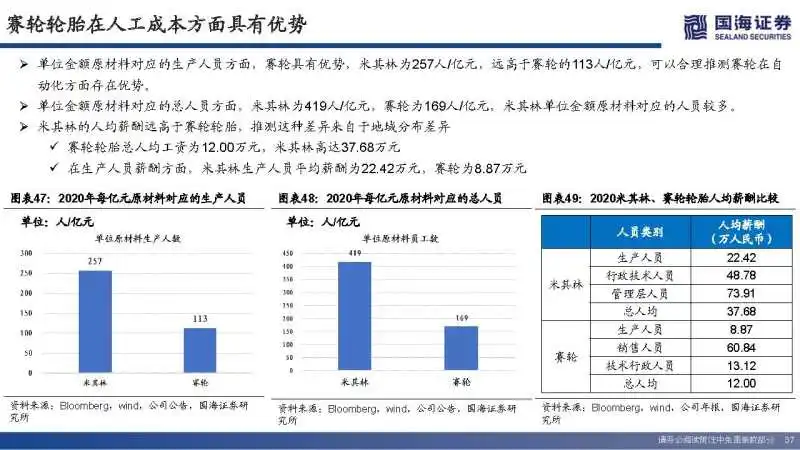 赛轮轮胎在人工成本方面具有优势
国海证券
SEALAND SECURITIES
➤ 单位金额原材料对应的生产人员方面，赛轮具有优势，米其林为257人/亿元，远高于赛轮的113人/亿元，可以合理推测赛轮在自
动化方面存在优势。
➤ 单位金额原材料对应的总人员方面，米其林为419人/亿元，赛轮为169人/亿元，米其林单位金额原材料对应的人员较多。
➤ 米其林的人均薪酬远高于赛轮轮胎，推测这种差异来自于地域分布差异
✓ 赛轮轮胎总人均工资为12.00万元，米其林高达37.68万元
✓ 在生产人员薪酬方面，米其林生产人员平均薪酬为22.42万元，赛轮为8.87万元
图表47：2020年每亿元原材料对应的生产人员
单位：人/亿元
单位原材料生产人数
300
250
200
150
100
50
0
257
113
米其林
赛轮
资料来源：Bloomberg，wind，公司公告，国海证券研
究所
图表48：2020年每亿元原材料对应的总人员
单位：人/亿元
单位原材料员工数
450
400
350
300
250
200
150
100
50
0
419
169
米其林
赛轮
资料来源：Bloomberg，wind，公司公告，国海证券研
究所
图表49：2020米其林、赛轮轮胎人均薪酬比较
人员类别 人均薪酬
（万人民币）
米其林
生产人员 22.42
行政技术人员 48.78
管理层人员 73.91
总人均 37.68
赛轮
生产人员 8.87
销售人员 60.84
技术行政人员 13.12
总人均 12.00
资料来源：Bloomberg，wind，公司年报，国海证券研
究所
请务必阅读附注中免责条款部分 37